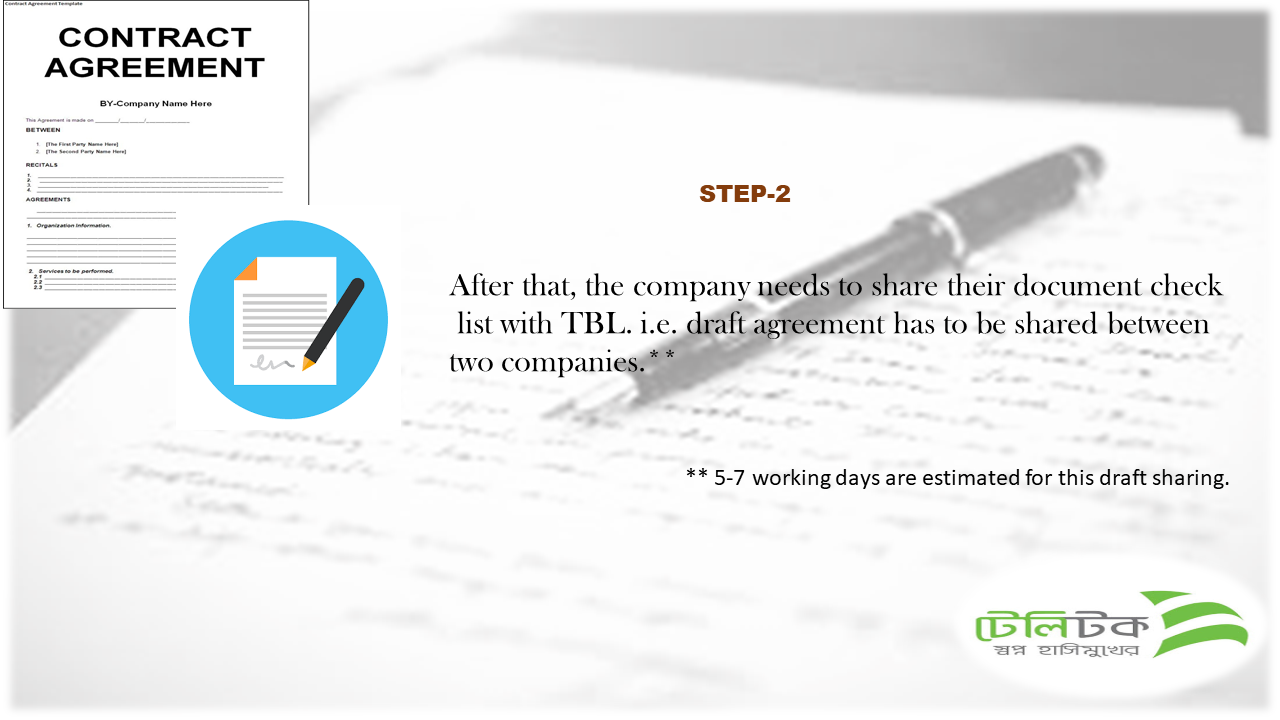 Contract Agreement Template
CONTRACT
AGREEMENT
BY-Company Name Here
This Agreement is made on ______/______/___________
BETWEEN
1. [The First Party Name Here]
2. [The Second Party Name Here]
RECITALS
1.
2.
3.
4.
AGREEMENTS
1. Organization Information.
2. Services to be performed.
2.1
2.2
2.3
STEP-2
After that, the company needs to share their document check
list with TBL. i.e. draft agreement has to be shared between
two companies.**
** 5-7 working days are estimated for this draft sharing.
টেলিটক
স্বপ্ন হাসিমুখের